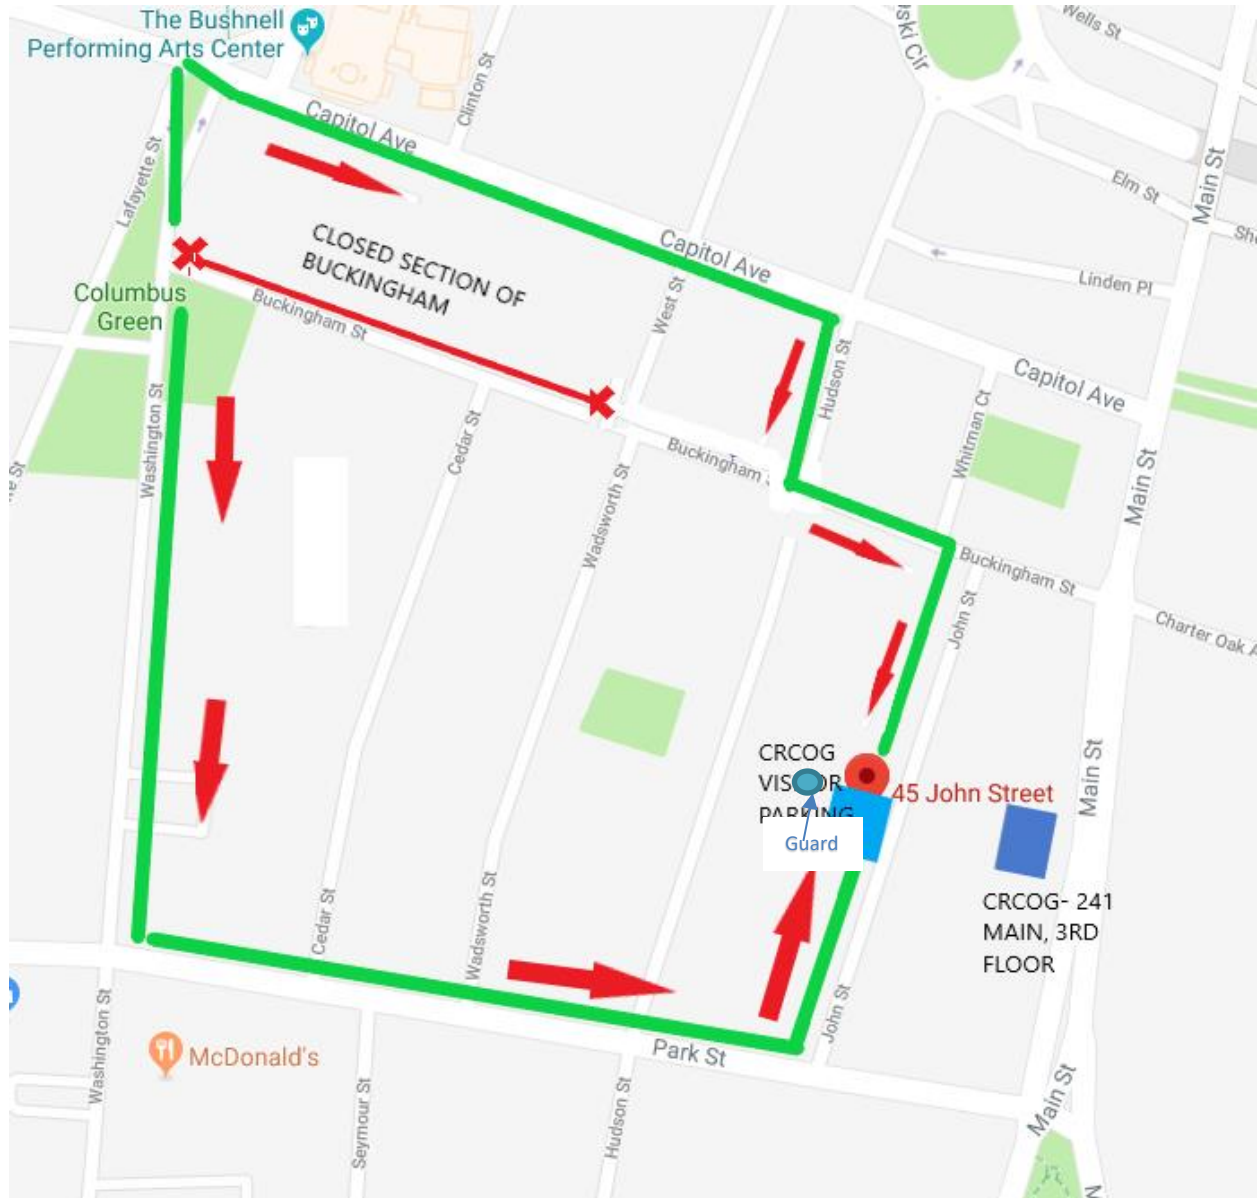 The Bushnell
Performing Arts Center
Wells St
ski Cir
Clinton St
Capitol Ave
Lafayette St
Main St
Elm St
CLOSED SECTION OF
BUCKINGHAM
Capitol Ave
Linden Pl
Columbus
Green
Buckingham St
West St
Hudson St
Capitol Ave
Washington St
Cedar St
Buckingham S
Whitman Ct
Main St
Wadsworth St
Buckingham St
John St
Charter Oak A
CRCOG
VISITOR
PARKING
45 John Street
Main St
Guard
CRCOG- 241
MAIN, 3RD
FLOOR
Cedar St
Wadsworth St
John St
Washington St
McDonald's
Park St
Seymour St
Hudson St
Main St